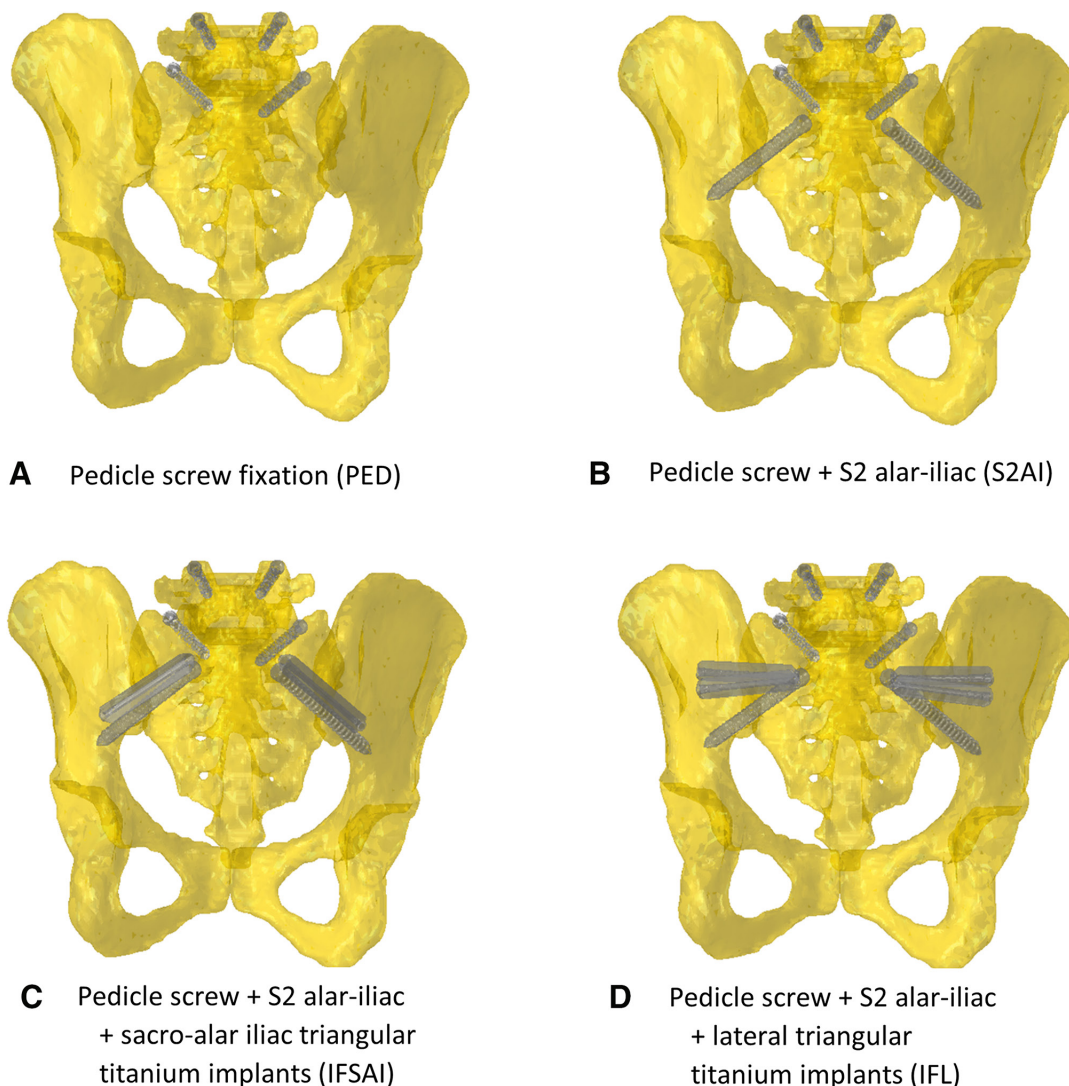 A Pedicle screw fixation (PED)
B Pedicle screw + S2 alar-iliac (S2AI)
C Pedicle screw + S2 alar-iliac
+ sacro-alar iliac triangular
titanium implants (IFSAI)
D Pedicle screw + S2 alar-iliac
+ lateral triangular
titanium implants (IFL)